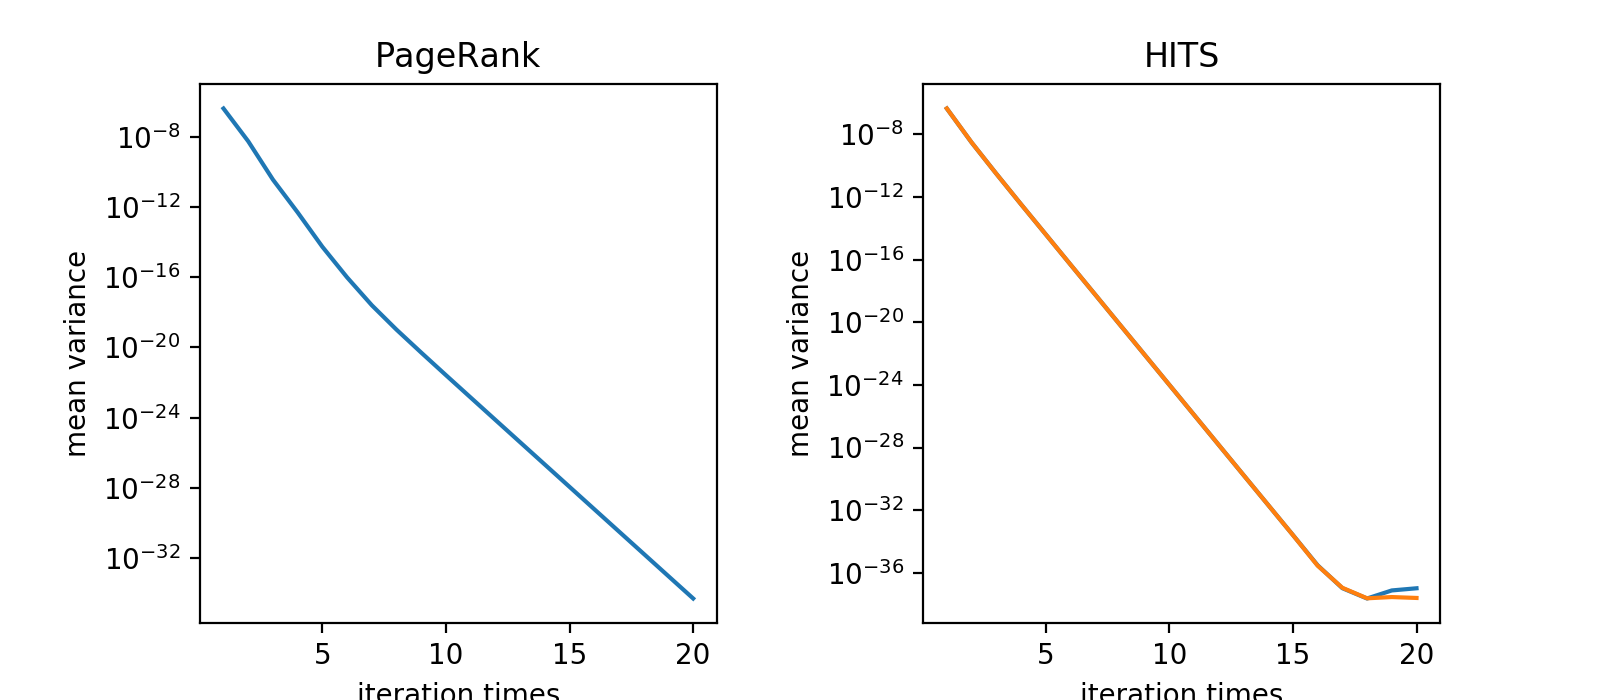 PageRank
mean variance
10⁻⁸
10⁻¹²
10⁻¹⁶
10⁻²⁰
10⁻²⁴
10⁻²⁸
10⁻³²
5 10 15 20
iteration times
HITS
mean variance
10⁻⁸
10⁻¹²
10⁻¹⁶
10⁻²⁰
10⁻²⁴
10⁻²⁸
10⁻³²
10⁻³⁶
5 10 15 20
iteration times